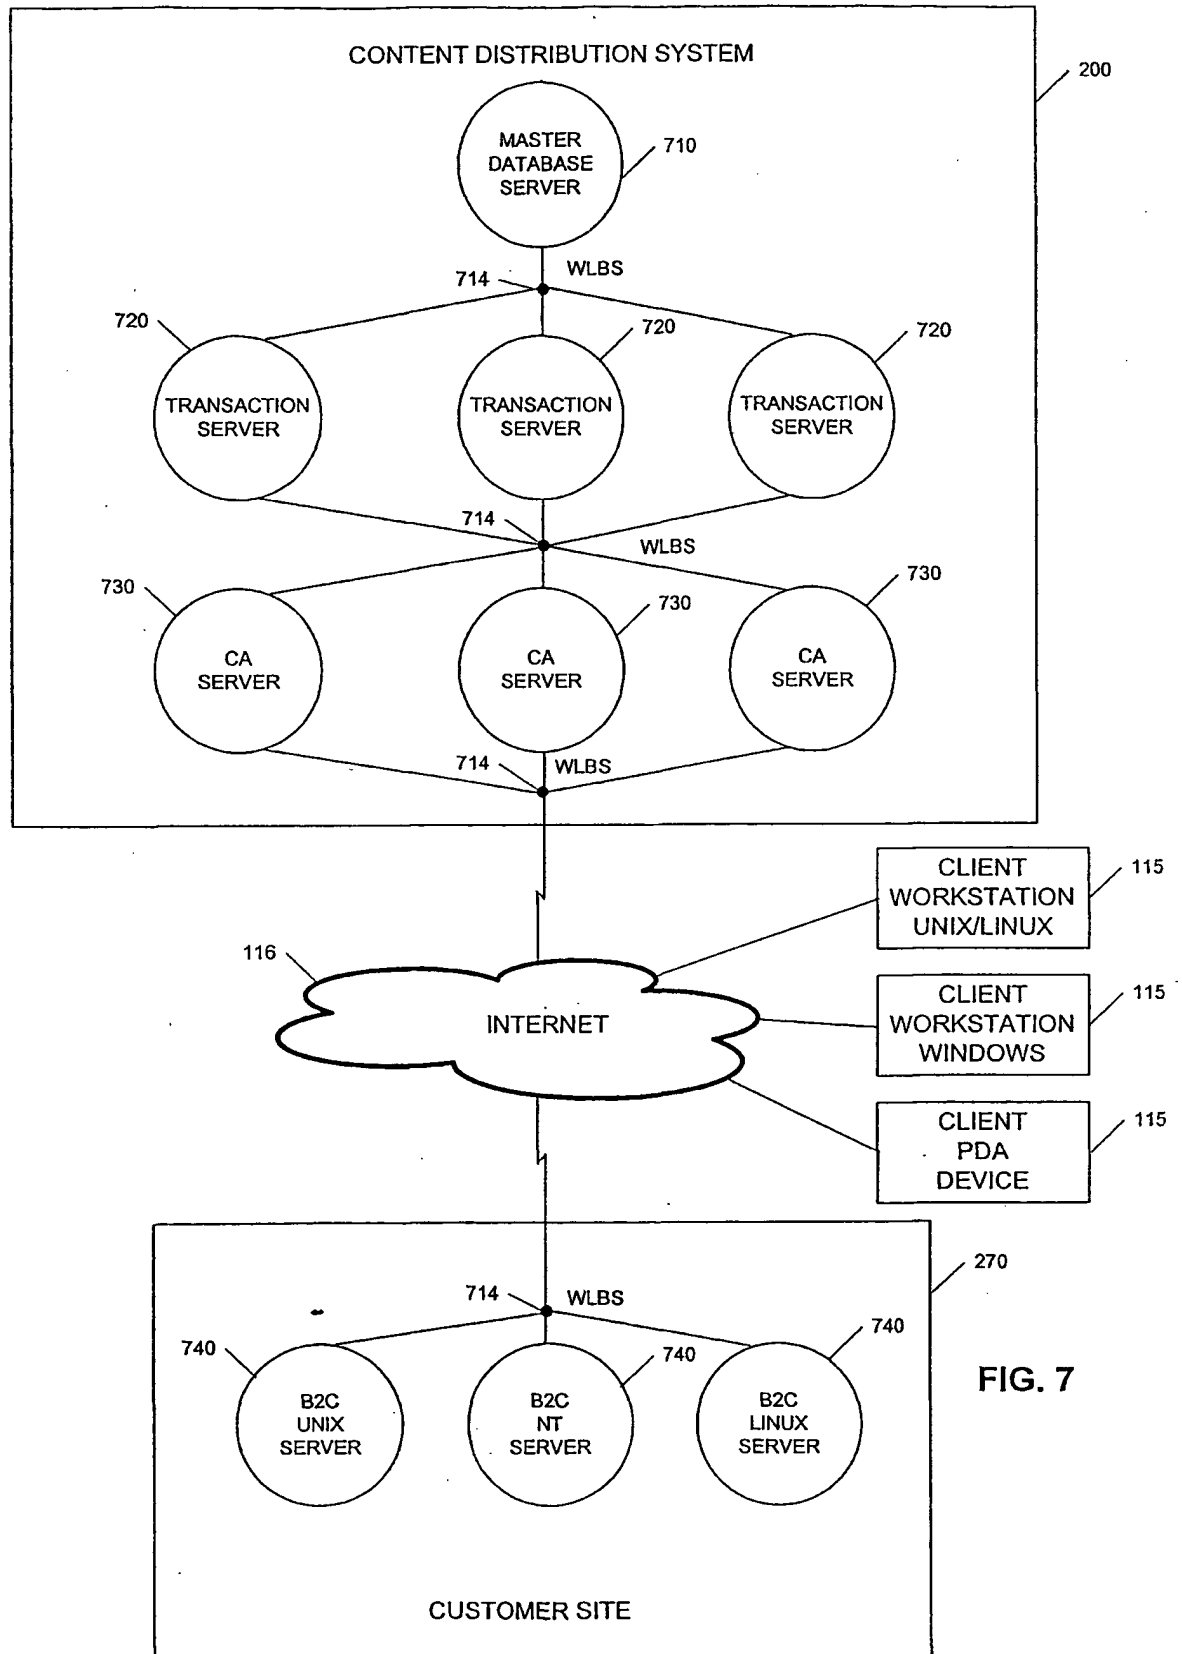 CONTENT DISTRIBUTION SYSTEM
200
MASTER
DATABASE
SERVER
710
WLBS
714
720
720
720
TRANSACTION
SERVER
TRANSACTION
SERVER
TRANSACTION
SERVER
714
WLBS
730
730
730
CA
SERVER
CA
SERVER
CA
SERVER
714
WLBS
CLIENT
WORKSTATION
UNIX/LINUX
115
116
INTERNET
CLIENT
WORKSTATION
WINDOWS
115
CLIENT
PDA
DEVICE
115
270
714
WLBS
740
740
740
B2C
UNIX
SERVER
B2C
NT
SERVER
B2C
LINUX
SERVER
FIG. 7
CUSTOMER SITE